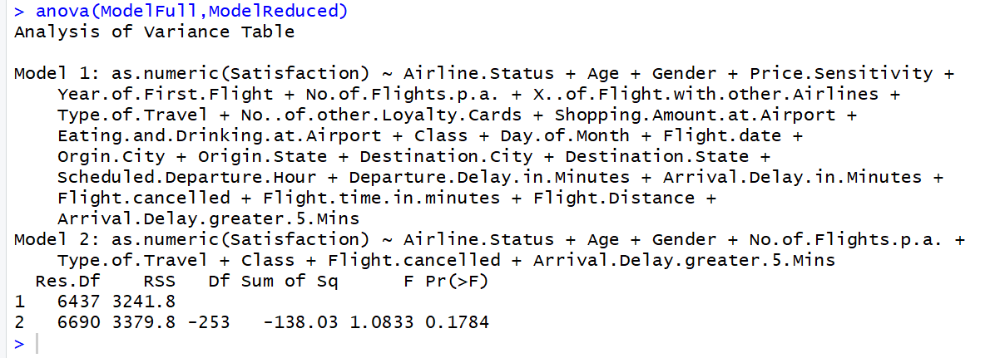 > anova(ModelFull,ModelReduced)
Analysis of Variance Table

Model 1: as.numeric(Satisfaction) ~ Airline.Status + Age + Gender + Price.Sensitivity +
    Year.of.First.Flight + No.of.Flights.p.a. + X..of.Flight.with.other.Airlines +
    Type.of.Travel + No..of.other.Loyalty.Cards + Shopping.Amount.at.Airport +
    Eating.and.Drinking.at.Airport + Class + Day.of.Month + Flight.date +
    Orgin.City + Origin.State + Destination.City + Destination.State +
    Scheduled.Departure.Hour + Departure.Delay.in.Minutes + Arrival.Delay.in.Minutes +
    Flight.cancelled + Flight.time.in.minutes + Flight.Distance +
    Arrival.Delay.greater.5.Mins
Model 2: as.numeric(Satisfaction) ~ Airline.Status + Age + Gender + No.of.Flights.p.a. +
    Type.of.Travel + Class + Flight.cancelled + Arrival.Delay.greater.5.Mins
  Res.Df    RSS   Df Sum of Sq      F Pr(>F)
1   6437 3241.8
2   6690 3379.8 -253   -138.03 1.0833 0.1784
>